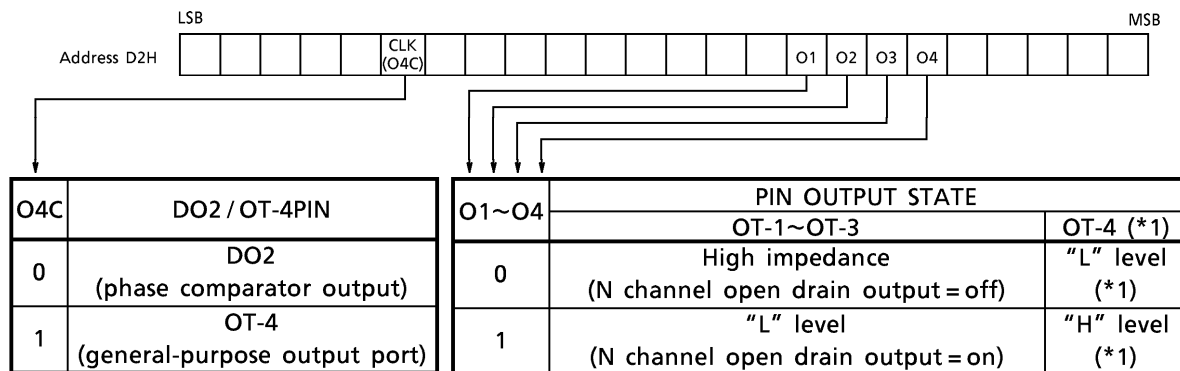 LSB MSB
Address D2H CLK (O4C) O1 O2 O3 O4
O4C DO2 / OT-4PIN
0 DO2
(phase comparator output)
1 OT-4
(general-purpose output port)
O1~O4 PIN OUTPUT STATE
OT-1~OT-3 OT-4 (*1)
0 High impedance
(N channel open drain output = off)
"L" level
(*1)
1 "L" level
(N channel open drain output = on)
"H" level
(*1)